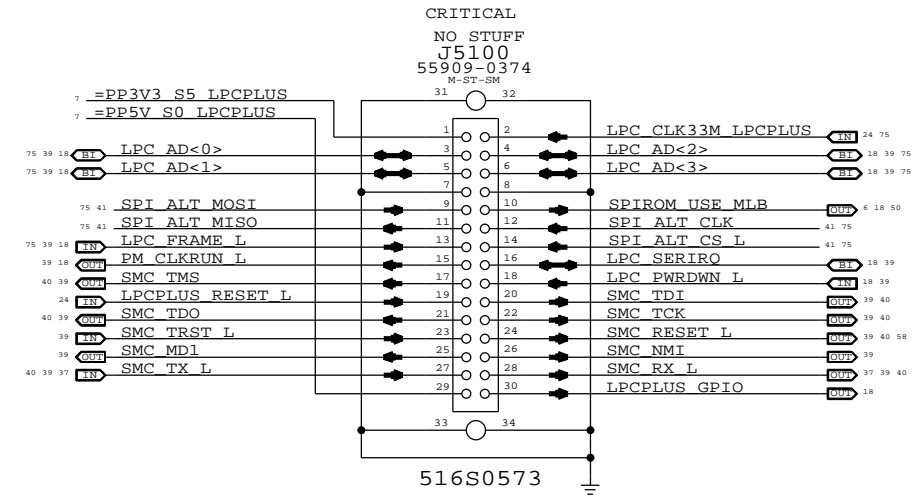 CRITICAL
NO STUFF
J5100
55909-0374
M-ST-SM
31 32
7 =PP3V3_S5_LPCPLUS
7 =PP5V_S0_LPCPLUS
1 2 LPC_CLK33M_LPCPLUS IN 24 75
75 39 18 BI LPC_AD<0> 3 4 LPC_AD<2> BI 18 39 75
75 39 18 BI LPC_AD<1> 5 6 LPC_AD<3> BI 18 39 75
7 8
75 41 SPI_ALT_MOSI 9 10 SPIROM_USE_MLB OUT 6 18 50
75 41 SPI_ALT_MISO 11 12 SPI_ALT_CLK 41 75
75 39 18 IN LPC_FRAME_L 13 14 SPI_ALT_CS_L 41 75
39 18 OUT PM_CLKRUN_L 15 16 LPC_SERIRQ BI 18 39
40 39 OUT SMC_TMS 17 18 LPC_PWRDWN_L IN 18 39
24 IN LPCPLUS_RESET_L 19 20 SMC_TDI OUT 39 40
40 39 OUT SMC_TDO 21 22 SMC_TCK OUT 39 40
39 IN SMC_TRST_L 23 24 SMC_RESET_L OUT 39 40 58
39 OUT SMC_MD1 25 26 SMC_NMI OUT 39
40 39 37 IN SMC_TX_L 27 28 SMC_RX_L OUT 37 39 40
29 30 LPCPLUS_GPIO OUT 18
33 34
516S0573